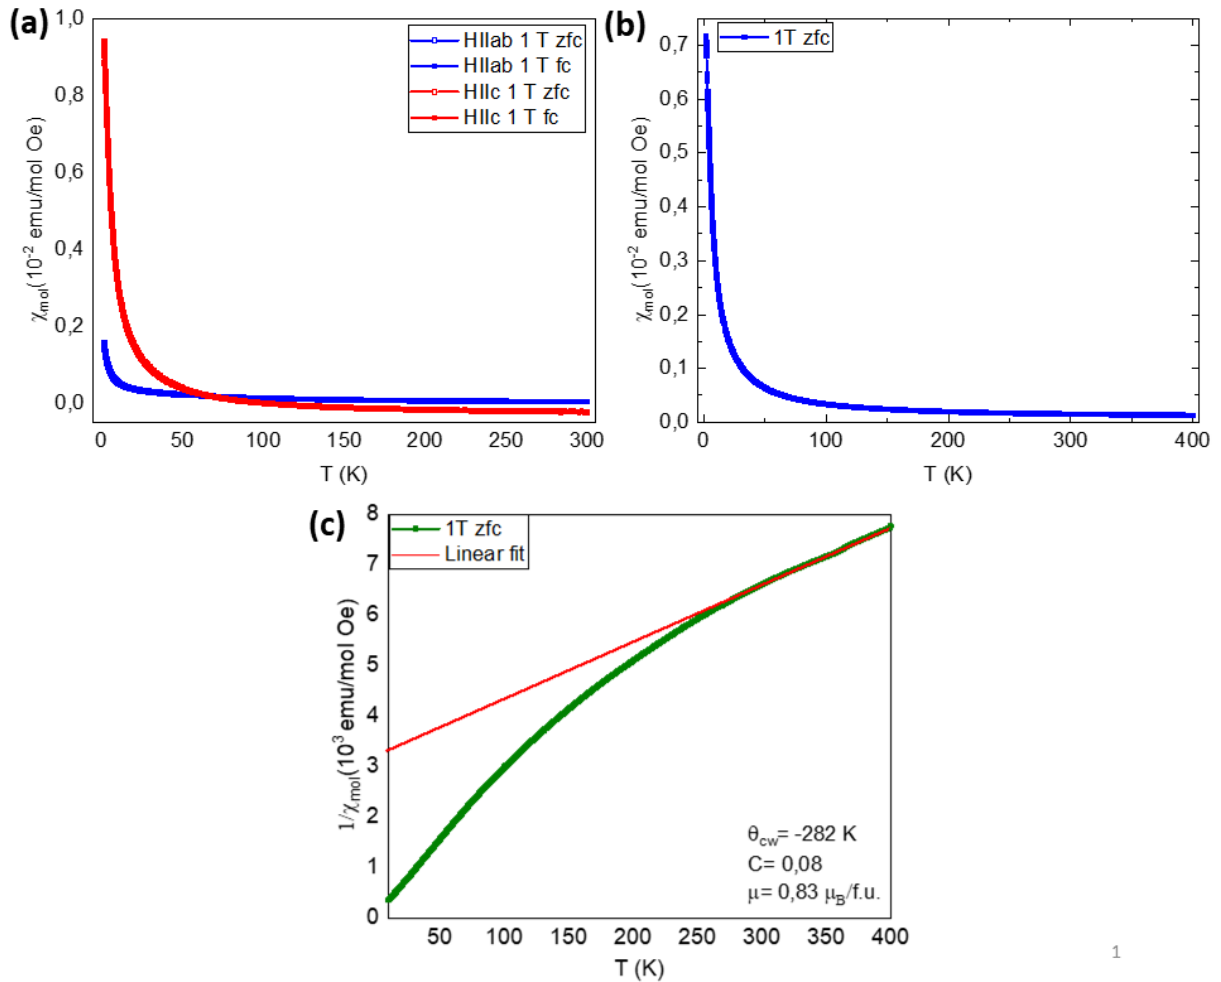 (a)
1,0
0,8
0,6
0,4
0,2
0,0
χmol(10-2 emu/mol Oe)
HIIab 1 T zfc
HIIab 1 T fc
HIIc 1 T zfc
HIIc 1 T fc
0 50 100 150 200 250 300
T (K)
(b)
0,7
0,6
0,5
0,4
0,3
0,2
0,1
0,0
χmol(10-2 emu/mol Oe)
1T zfc
0 100 200 300 400
T (K)
(c)
8
7
6
5
4
3
2
1
0
1/χmol(10³ emu/mol Oe)
1T zfc
Linear fit
θcw= -282 K
C= 0,08
μ= 0,83 μB/f.u.
50 100 150 200 250 300 350 400
T (K)
1